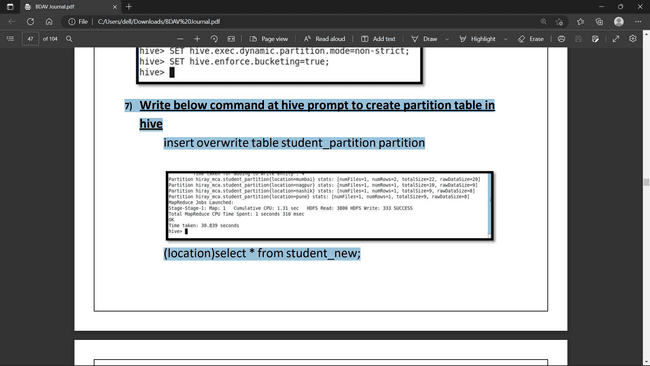 BDAV Journal.pdf
File
C:/Users/dell/Downloads/BDAV%20Journal.pdf
47 of 104
Page view
Read aloud
Add text
Draw
Highlight
Erase
hive> SET hive.exec.dynamic.partition.mode=non-strict;
hive> SET hive.enforce.bucketing=true;
hive>
7) Write below command at hive prompt to create partition table in
hive
insert overwrite table student_partition partition
Time taken for adding to write entity :
Partition hiray_mca.student_partition{location=mumbai} stats: [numFiles=1, numRows=2, totalSize=22, rawDataSize=20]
Partition hiray_mca.student_partition{location=nagpur} stats: [numFiles=1, numRows=1, totalSize=10, rawDataSize=9]
Partition hiray_mca.student_partition{location=nashik} stats: [numFiles=1, numRows=1, totalSize=9, rawDataSize=8]
Partition hiray_mca.student_partition{location=pune} stats: [numFiles=1, numRows=1, totalSize=9, rawDataSize=8]
MapReduce Jobs Launched:
Stage-Stage-1: Map: 1 Cumulative CPU: 1.31 sec HDFS Read: 3800 HDFS Write: 333 SUCCESS
Total MapReduce CPU Time Spent: 1 seconds 310 msec
OK
Time taken: 30.839 seconds
hive>
(location)select * from student_new;